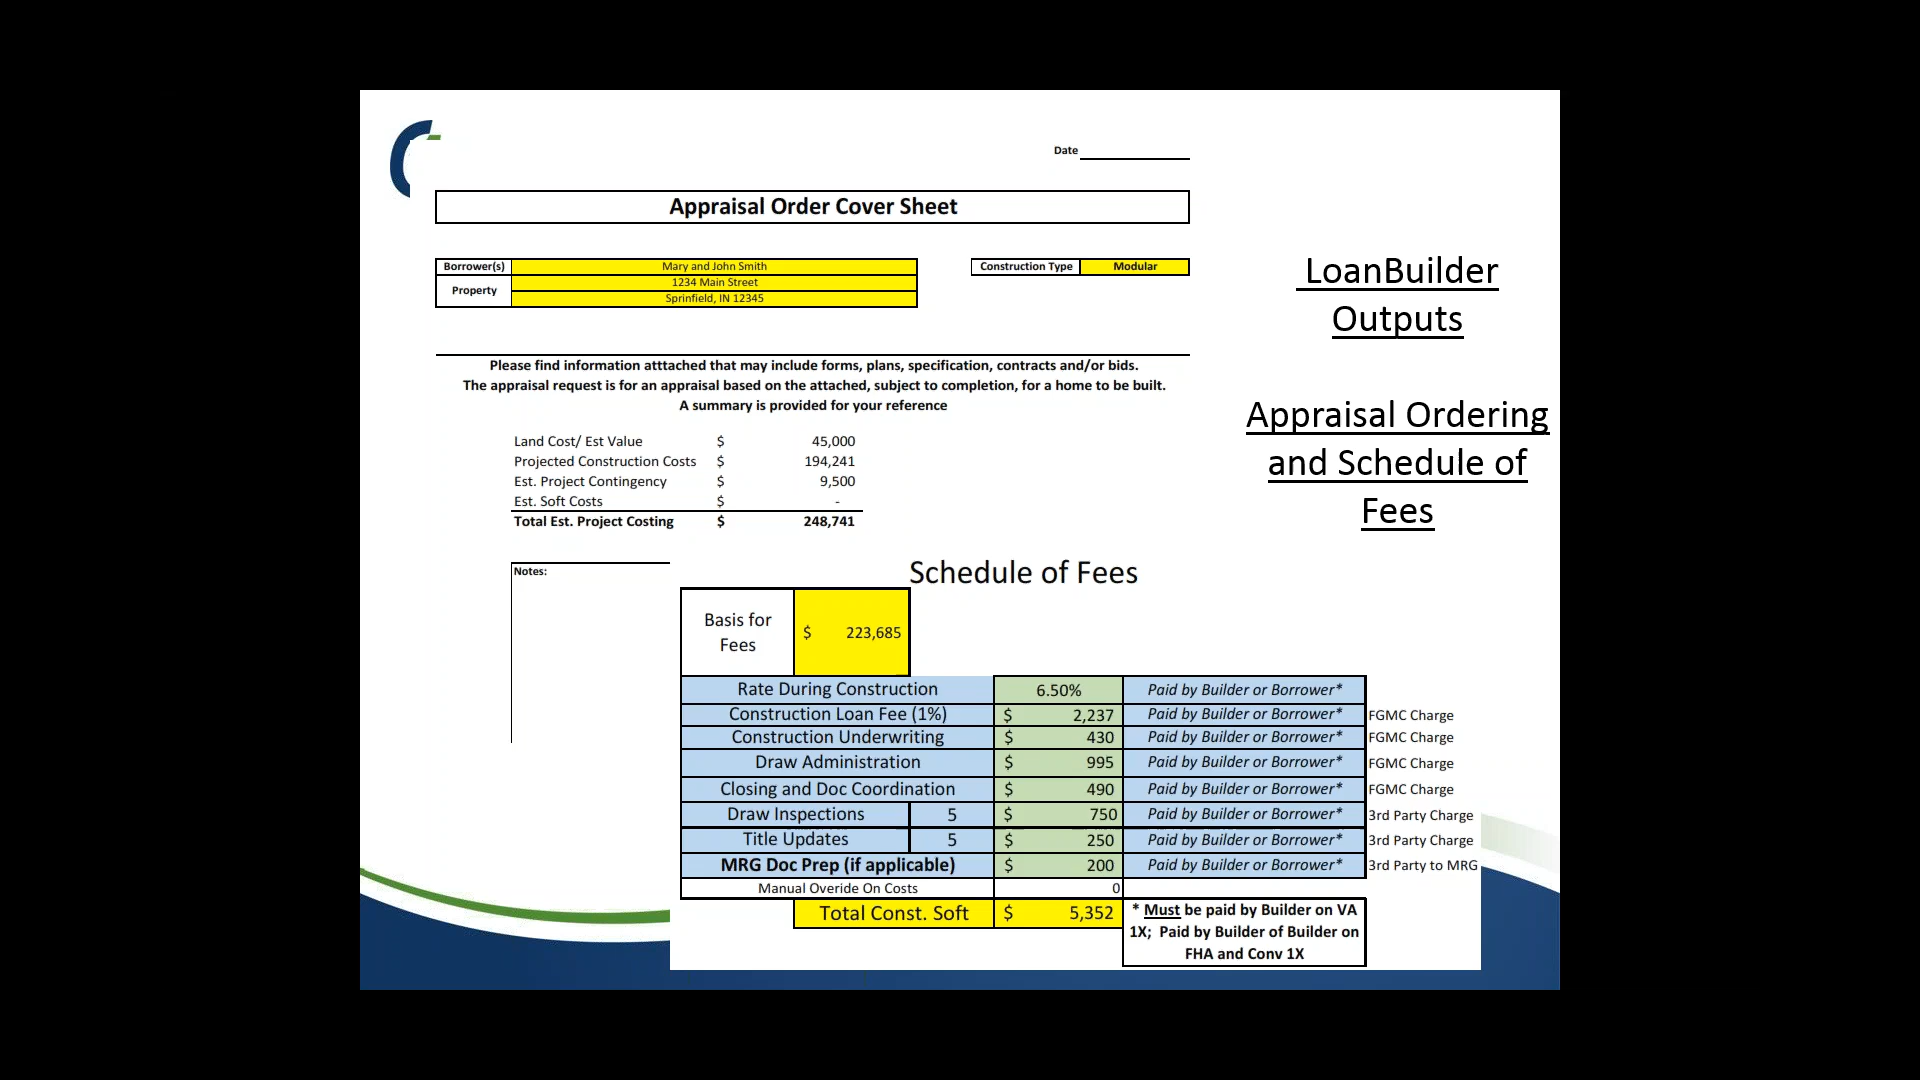 Date
Appraisal Order Cover Sheet
Borrower(s) Mary and John Smith
Construction Type Modular
Property 1234 Main Street
Sprinfield, IN 12345
LoanBuilder
Outputs
Appraisal Ordering
and Schedule of
Fees
Please find information atttached that may include forms, plans, specification, contracts and/or bids.
The appraisal request is for an appraisal based on the attached, subject to completion, for a home to be built.
A summary is provided for your reference
Land Cost/ Est Value $ 45,000
Projected Construction Costs $ 194,241
Est. Project Contingency $ 9,500
Est. Soft Costs $ -
Total Est. Project Costing $ 248,741
Notes:
Schedule of Fees
Basis for
Fees
$ 223,685
Rate During Construction 6.50% Paid by Builder or Borrower*
Construction Loan Fee (1%) $ 2,237 Paid by Builder or Borrower* FGMC Charge
Construction Underwriting $ 430 Paid by Builder or Borrower* FGMC Charge
Draw Administration $ 995 Paid by Builder or Borrower* FGMC Charge
Closing and Doc Coordination $ 490 Paid by Builder or Borrower* FGMC Charge
Draw Inspections 5 $ 750 Paid by Builder or Borrower* 3rd Party Charge
Title Updates 5 $ 250 Paid by Builder or Borrower* 3rd Party Charge
MRG Doc Prep (if applicable) $ 200 Paid by Builder or Borrower* 3rd Party to MRG
Manual Overide On Costs 0
Total Const. Soft $ 5,352
* Must be paid by Builder on VA
1X; Paid by Builder of Builder on
FHA and Conv 1X